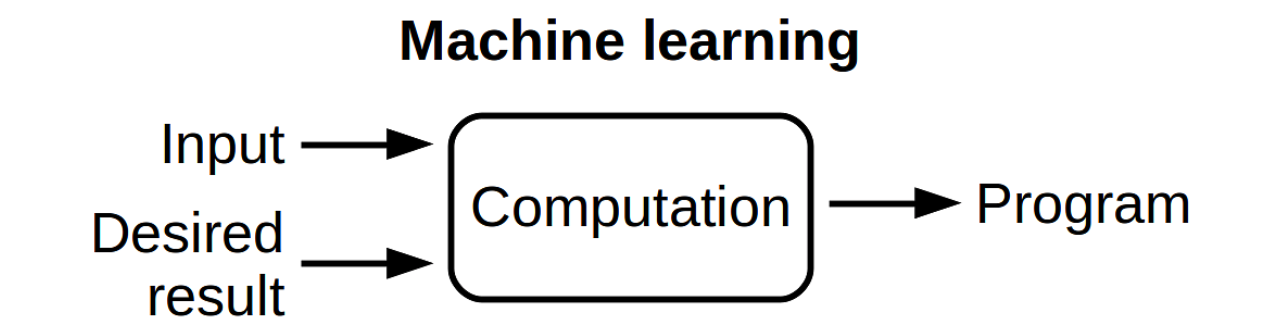 Machine learning
Input
Desired
result
Computation
Program